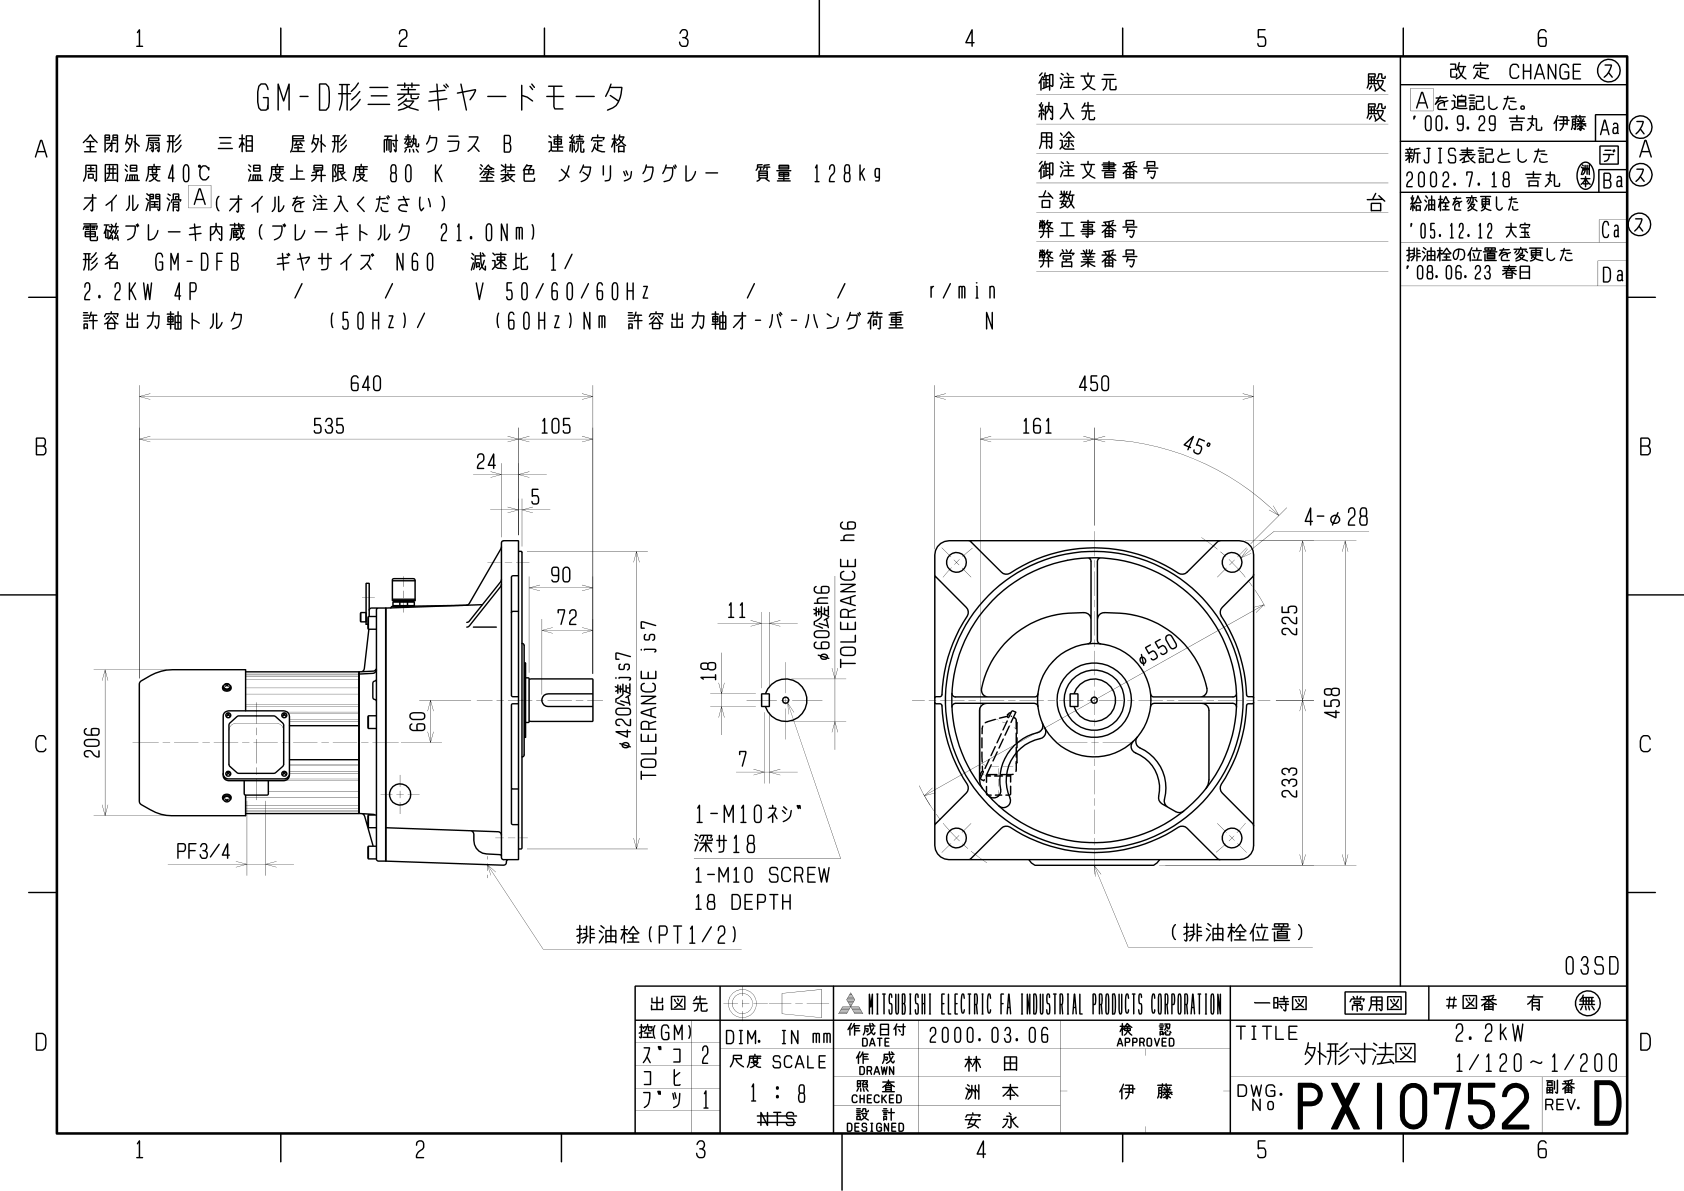 1 2 3 4 5 6
A
B
C
D
A
B
C
D
GM-D形三菱ギヤードモータ
全閉外扇形 三相 屋外形 耐熱クラス B 連続定格
周囲温度40℃ 温度上昇限度 80 K 塗装色 メタリックグレー 質量 128kg
オイル潤滑 A (オイルを注入ください)
電磁ブレーキ内蔵(ブレーキトルク 21.0Nm)
形名 GM-DFB ギヤサイズ N60 減速比 1/
2.2KW 4P / / V 50/60/60Hz / / r/min
許容出力軸トルク (50Hz)/ (60Hz)Nm 許容出力軸オーバーハング荷重 N
御注文元 殿
納入先 殿
用途
御注文書番号
台数 台
弊工事番号
弊営業番号
改定 CHANGE ス
A を追記した。
'00.9.29 吉丸 伊藤 Aa ス
新JIS表記とした デ
2002.7.18 吉丸 洲本 Ba ス
給油栓を変更した
'05.12.12 大宝 Ca ス
排油栓の位置を変更した
'08.06.23 春日 Da
640
535 105
24
5
90
72
60
206
PF3/4
φ420公差js7
TOLERANCE js7
排油栓(PT1/2)
11
18
7
φ60公差h6
TOLERANCE h6
1-M10ネジ
深サ18
1-M10 SCREW
18 DEPTH
450
161
45°
4-φ28
φ550
225
458
233
(排油栓位置)
03SD
出図先
控(GM)
ズコ 2
コヒ
ブツ 1
DIM. IN mm
尺度 SCALE
1 : 8
NTS
MITSUBISHI ELECTRIC FA INDUSTRIAL PRODUCTS CORPORATION
作成日付 DATE 2000.03.06
作成 DRAWN 林田
照査 CHECKED 洲本
設計 DESIGNED 安永
検認 APPROVED
伊藤
一時図 常用図 #図番 有 無
TITLE 外形寸法図
2.2kW
1/120~1/200
DWG. No PX10752 副番 REV. D
1 2 3 4 5 6